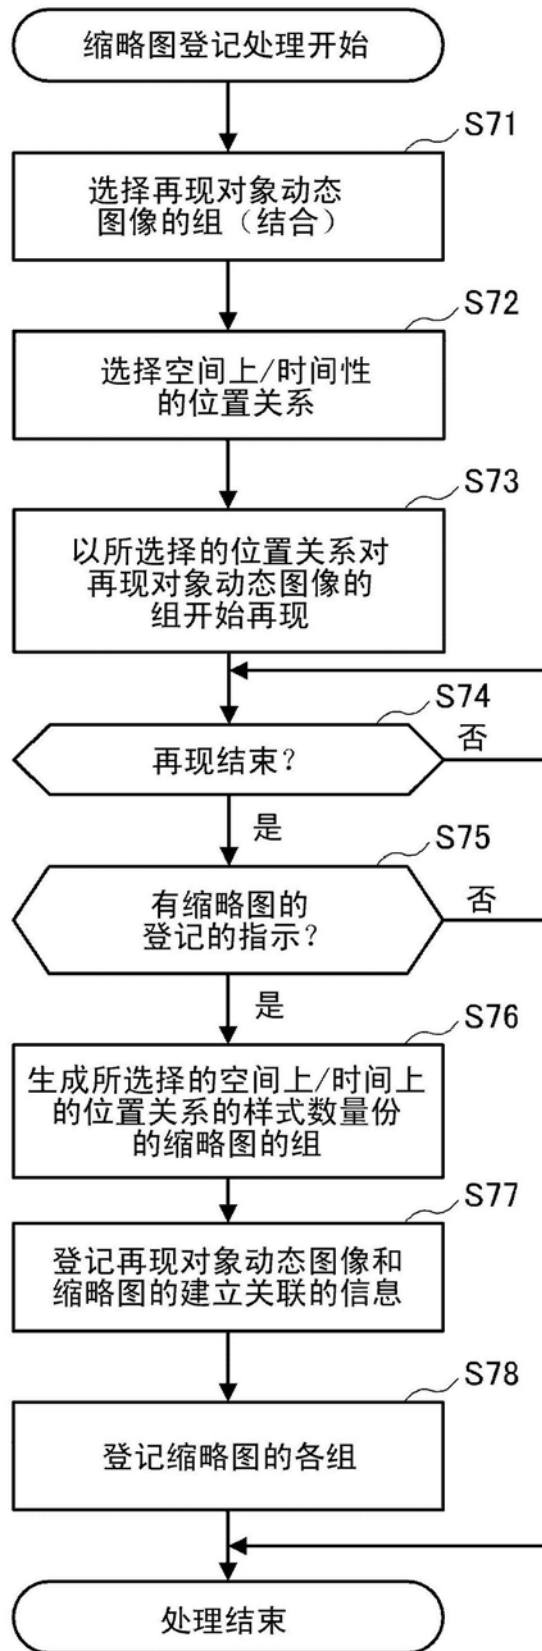 缩略图登记处理开始
S71
选择再现对象动态
图像的组（结合）
S72
选择空间上/时间性
的位置关系
S73
以所选择的位置关系对
再现对象动态图像的
组开始再现
S74
再现结束？
否
是
S75
有缩略图的
登记的指示？
否
是
S76
生成所选择的空间上/时间上
的位置关系的样式数量份
的缩略图的组
S77
登记再现对象动态图像和
缩略图的建立关联的信息
S78
登记缩略图的各组
处理结束